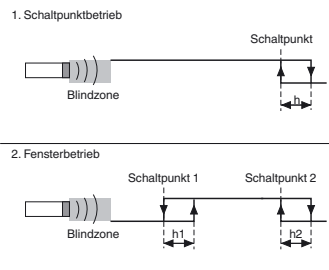 1. Schaltpunktbetrieb
Schaltpunkt
Blindzone
h
2. Fensterbetrieb
Schaltpunkt 1 Schaltpunkt 2
Blindzone
h1 h2